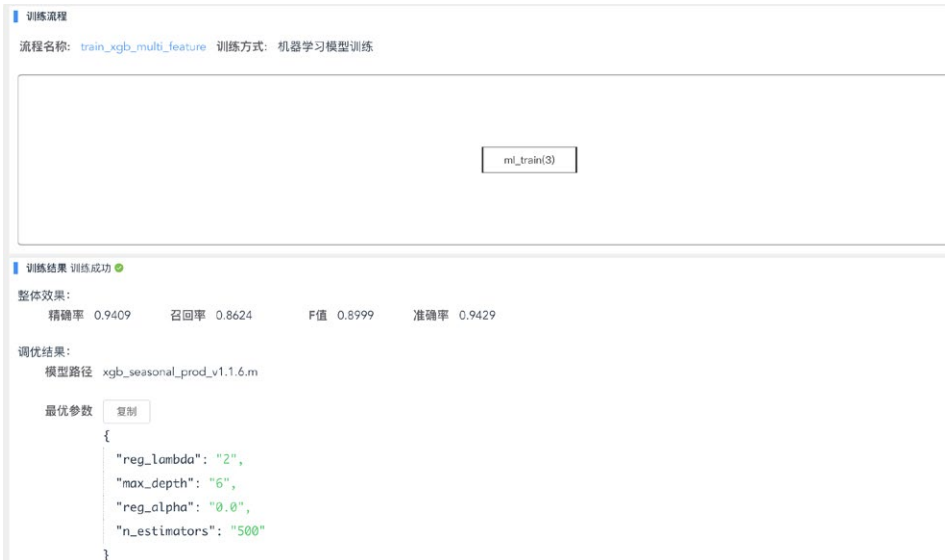 训练流程
流程名称: train_xgb_multi_feature 训练方式: 机器学习模型训练
ml_train(3)
训练结果 训练成功
整体效果:
精确率 0.9409 召回率 0.8624 F值 0.8999 准确率 0.9429
调优结果:
模型路径 xgb_seasonal_prod_v1.1.6.m
最优参数 复制
{
"reg_lambda": "2",
"max_depth": "6",
"reg_alpha": "0.0",
"n_estimators": "500"
}